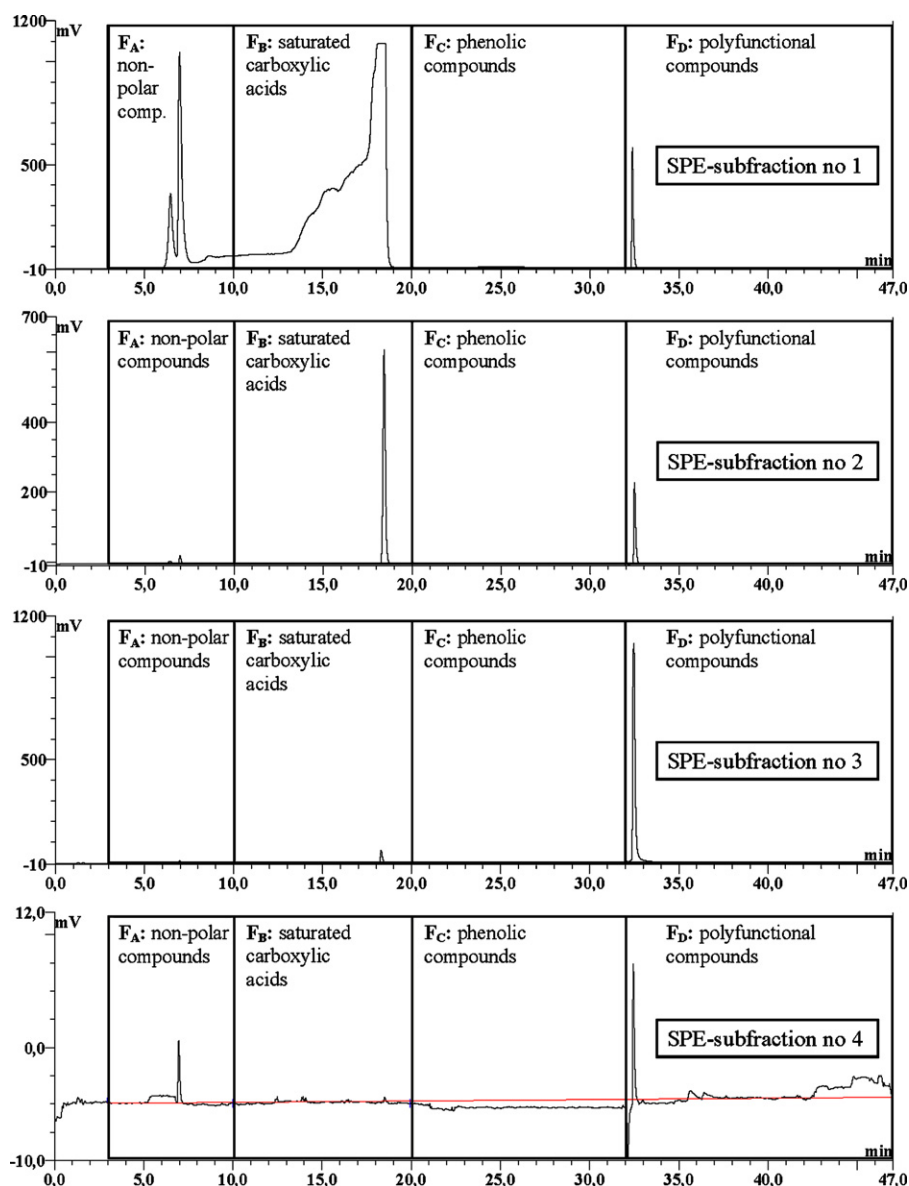 1200
mV
500
-10
F_A:
non-
polar
comp.
F_B: saturated
carboxylic
acids
F_C: phenolic
compounds
F_D: polyfunctional
compounds
SPE-subfraction no 1
min
0,0 5,0 10,0 15,0 20,0 25,0 30,0 35,0 40,0 47,0
700
mV
400
200
-10
F_A: non-polar
compounds
F_B: saturated
carboxylic
acids
F_C: phenolic
compounds
F_D: polyfunctional
compounds
SPE-subfraction no 2
min
0,0 5,0 10,0 15,0 20,0 25,0 30,0 35,0 40,0 47,0
1200
mV
500
-10
F_A: non-polar
compounds
F_B: saturated
carboxylic
acids
F_C: phenolic
compounds
F_D: polyfunctional
compounds
SPE-subfraction no 3
min
0,0 5,0 10,0 15,0 20,0 25,0 30,0 35,0 40,0 47,0
12,0
mV
0,0
-10,0
F_A: non-polar
compounds
F_B: saturated
carboxylic
acids
F_C: phenolic
compounds
F_D: polyfunctional
compounds
SPE-subfraction no 4
min
0,0 5,0 10,0 15,0 20,0 25,0 30,0 35,0 40,0 47,0